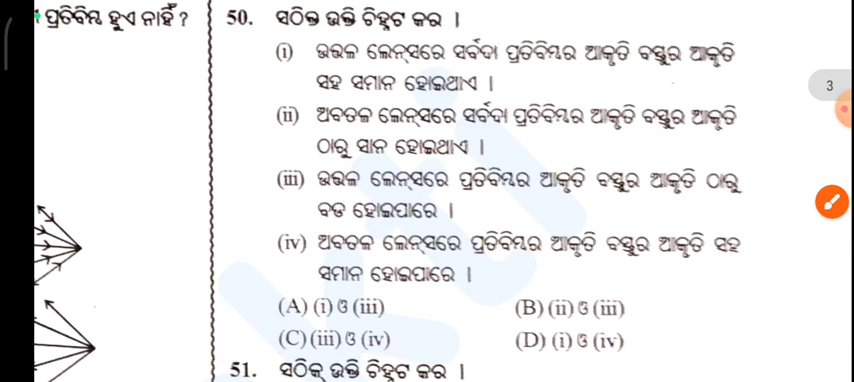 ପ୍ରତିବିମ୍ବ ହୁଏ ନାହିଁ ?
50. ସଠିକ୍ତ ଉକ୍ତି ଚିହ୍ନଟ କର ।
(i) ଉତ୍ତଳ ଲେନ୍ସରେ ସର୍ବଦା ପ୍ରତିବିମ୍ବର ଆକୃତି ବସ୍ତୁର ଆକୃତି
ସହ ସମାନ ହୋଇଥାଏ ।
(ii) ଅବତଳ ଲେନ୍ସରେ ସର୍ବଦା ପ୍ରତିବିମ୍ବର ଆକୃତି ବସ୍ତୁର ଆକୃତି
ଠାରୁ ସାନ ହୋଇଥାଏ ।
(iii) ଉତ୍ତଳ ଲେନ୍ସରେ ପ୍ରତିବିମ୍ବର ଆକୃତି ବସ୍ତୁର ଆକୃତି ଠାରୁ
ବଡ ହୋଇପାରେ ।
(iv) ଅବତଳ ଲେନ୍ସରେ ପ୍ରତିବିମ୍ବର ଆକୃତି ବସ୍ତୁର ଆକୃତି ସହ
ସମାନ ହୋଇପାରେ ।
(A) (i) ଓ (iii) (B) (ii) ଓ (iii)
(C) (iii) ଓ (iv) (D) (i) ଓ (iv)
51. ସଠିକ୍ ଉକ୍ତି ଚିହ୍ନଟ କର ।
3